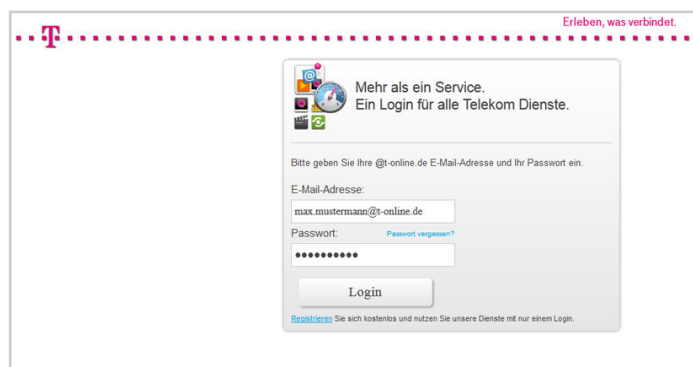 Erleben, was verbindet.
T
Mehr als ein Service.
Ein Login für alle Telekom Dienste.
Bitte geben Sie Ihre @t-online.de E-Mail-Adresse und Ihr Passwort ein.
E-Mail-Adresse:
max.mustermann@t-online.de
Passwort: Passwort vergessen?
●●●●●●●●●●
Login
Registrieren Sie sich kostenlos und nutzen Sie unsere Dienste mit nur einem Login.